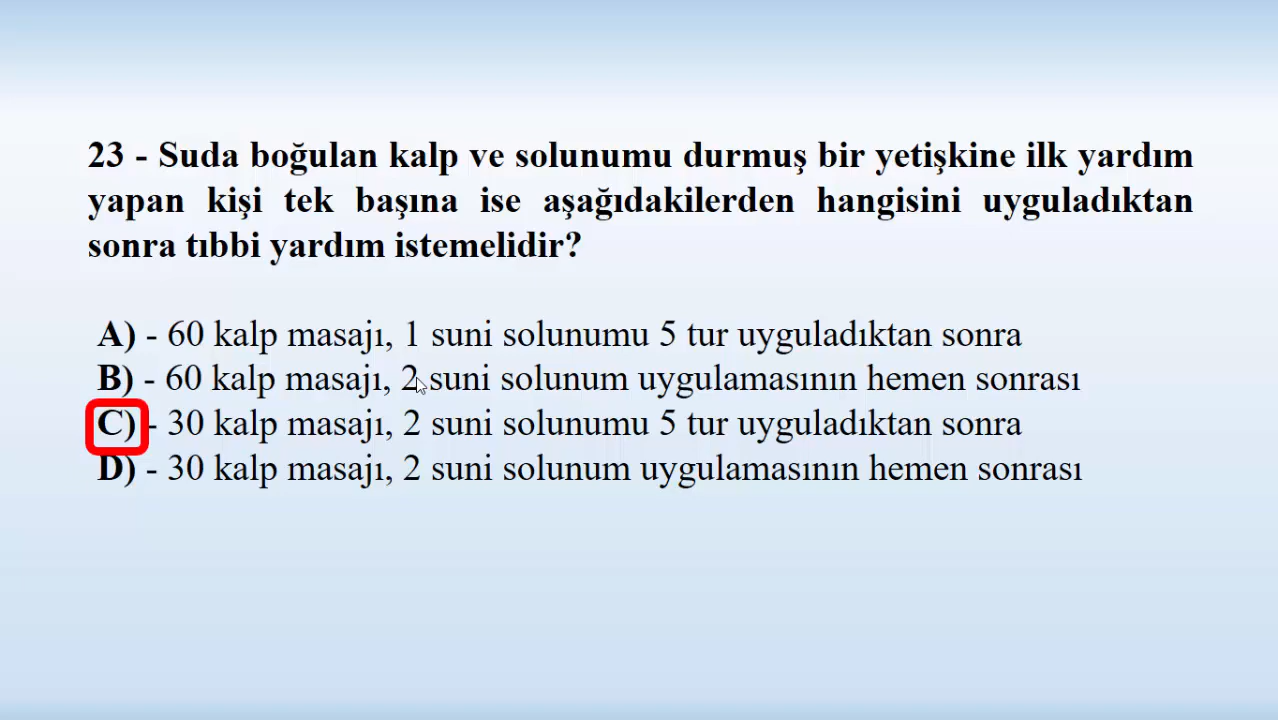 23 - Suda boğulan kalp ve solunumu durmuş bir yetişkine ilk yardım
yapan kişi tek başına ise aşağıdakilerden hangisini uyguladıktan
sonra tıbbi yardım istemelidir?
A) - 60 kalp masajı, 1 suni solunumu 5 tur uyguladıktan sonra
B) - 60 kalp masajı, 2 suni solunum uygulamasının hemen sonrası
C) - 30 kalp masajı, 2 suni solunumu 5 tur uyguladıktan sonra
D) - 30 kalp masajı, 2 suni solunum uygulamasının hemen sonrası